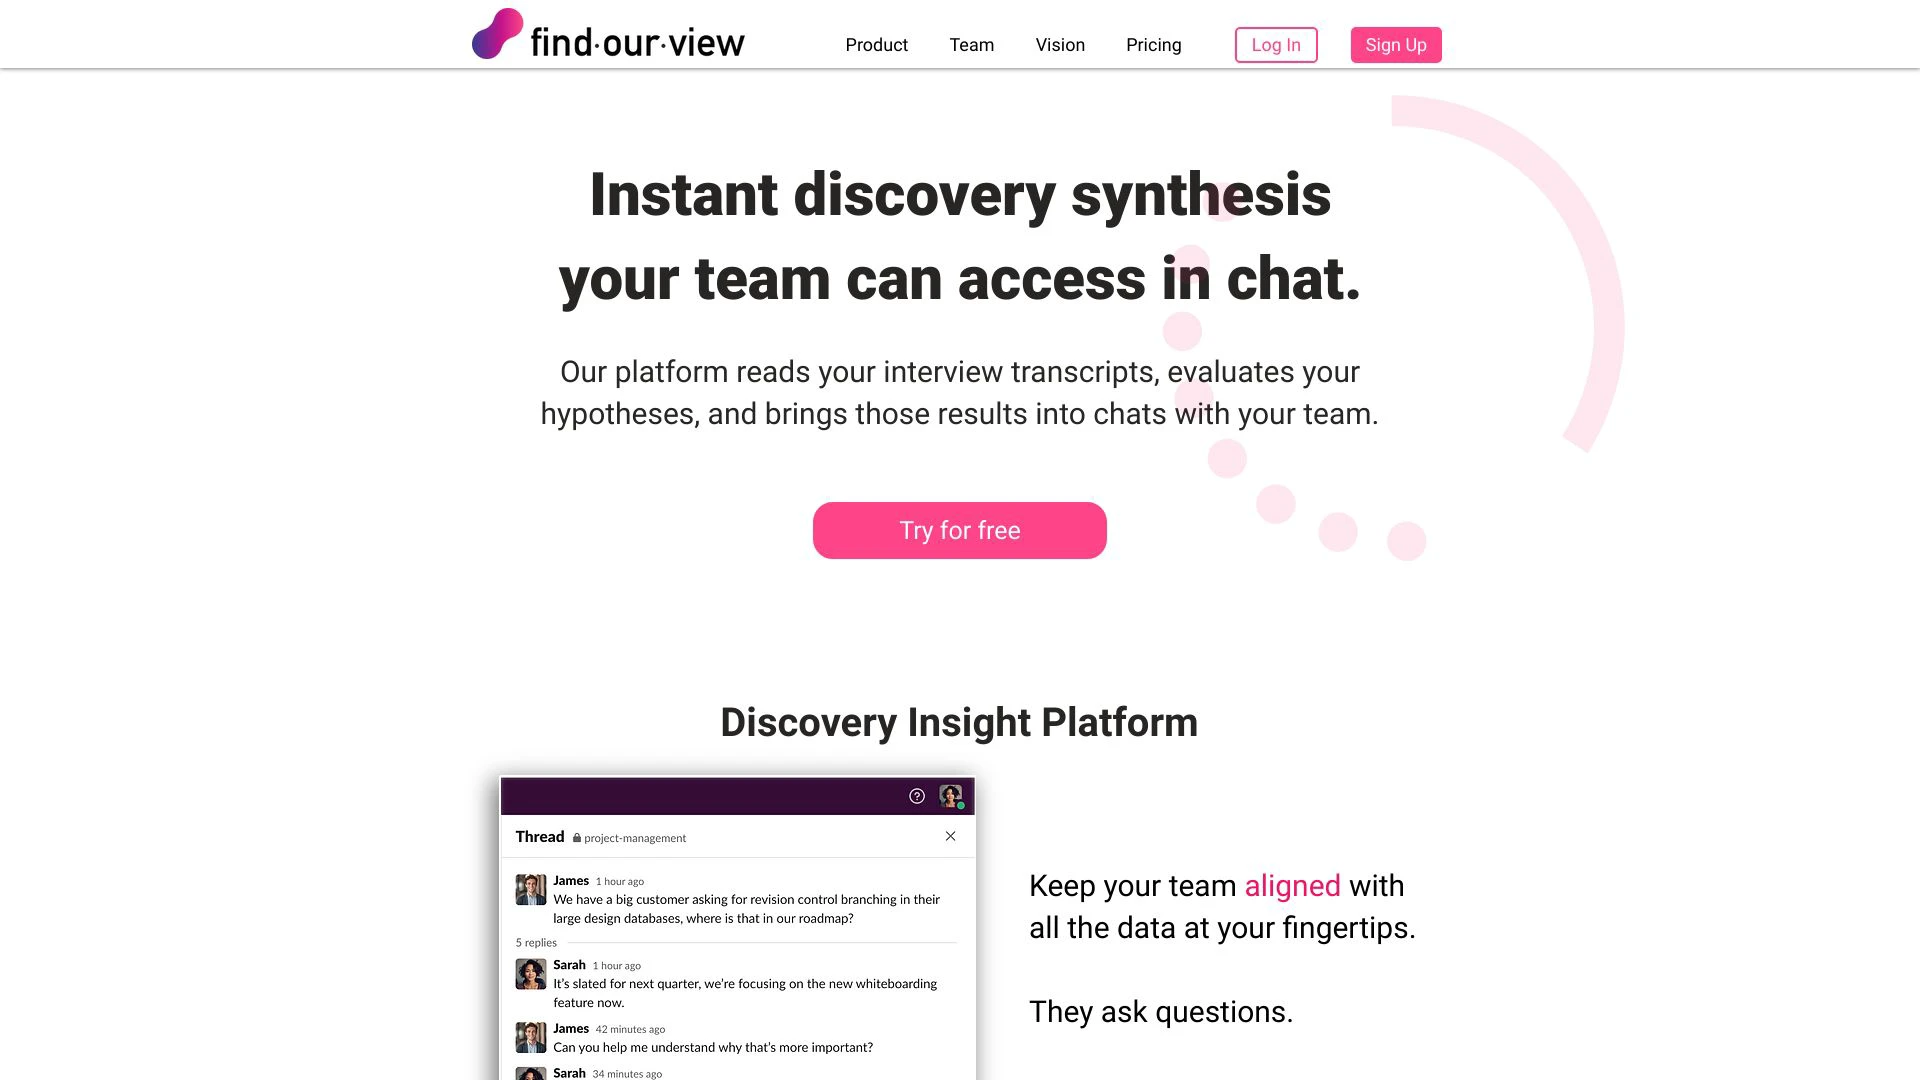 find·our·view
Product
Team
Vision
Pricing
Log In
Sign Up
Instant discovery synthesis
your team can access in chat.
Our platform reads your interview transcripts, evaluates your
hypotheses, and brings those results into chats with your team.
Try for free
Discovery Insight Platform
Thread project-management
James 1 hour ago
We have a big customer asking for revision control branching in their
large design databases, where is that in our roadmap?
5 replies
Sarah 1 hour ago
It’s slated for next quarter, we’re focusing on the new whiteboarding
feature now.
James 42 minutes ago
Can you help me understand why that’s more important?
Sarah 34 minutes ago
Keep your team aligned with
all the data at your fingertips.
They ask questions.